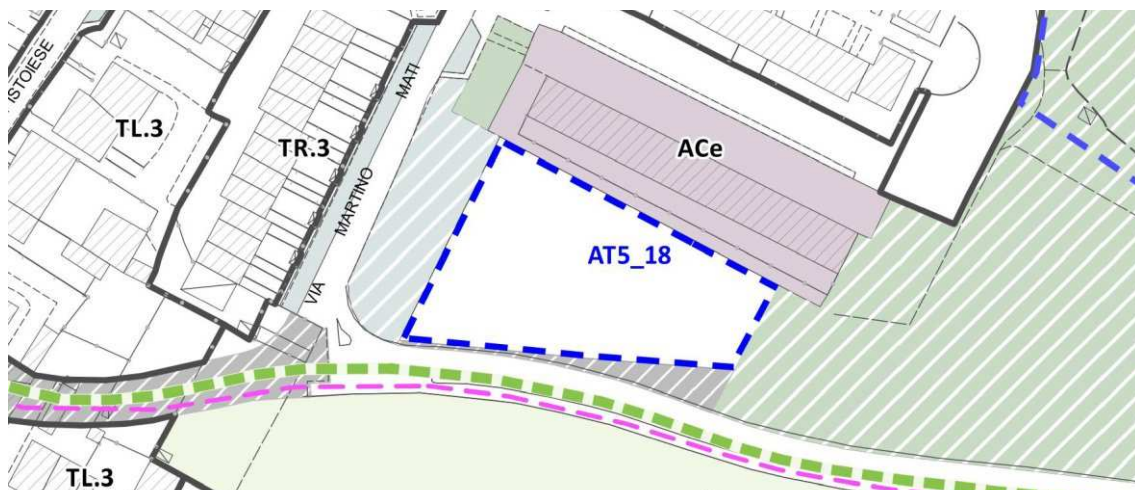 ISTOIESE
TL.3
TR.3
VIA MARTINO MATI
ACe
AT5_18
TL.3